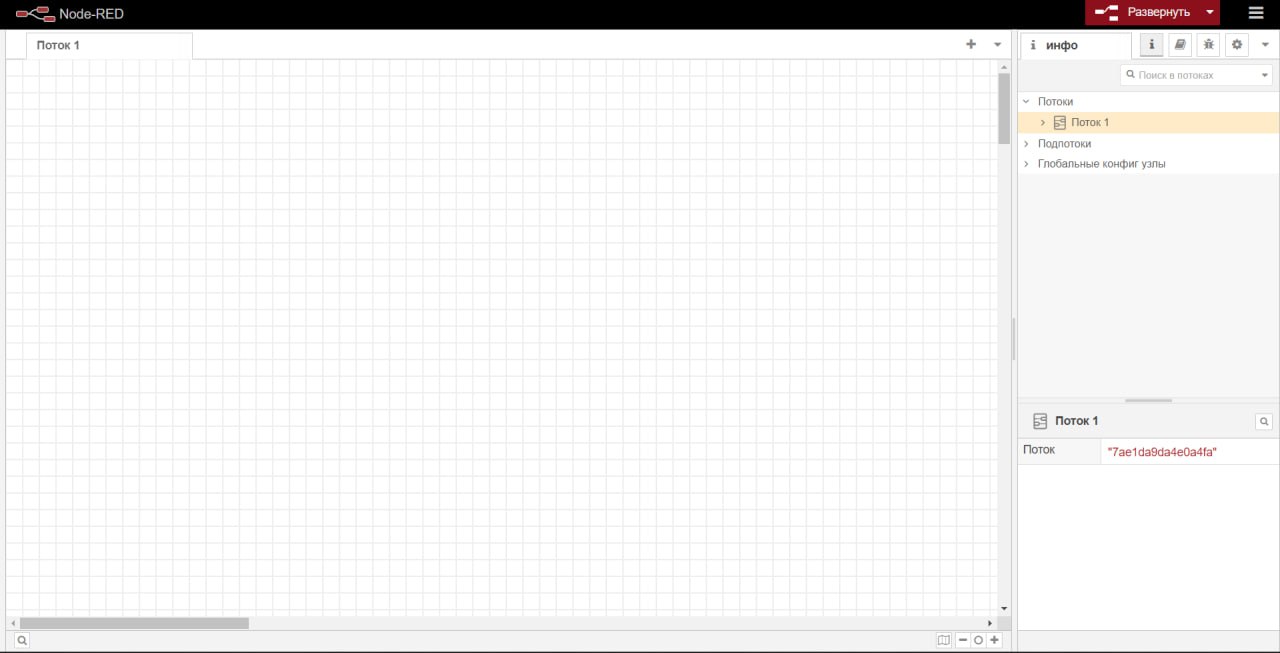 Node-RED
Развернуть
Поток 1
инфо
Поиск в потоках
Потоки
Поток 1
Подпотоки
Глобальные конфиг узлы
Поток 1
Поток
"7ae1da9da4e0a4fa"